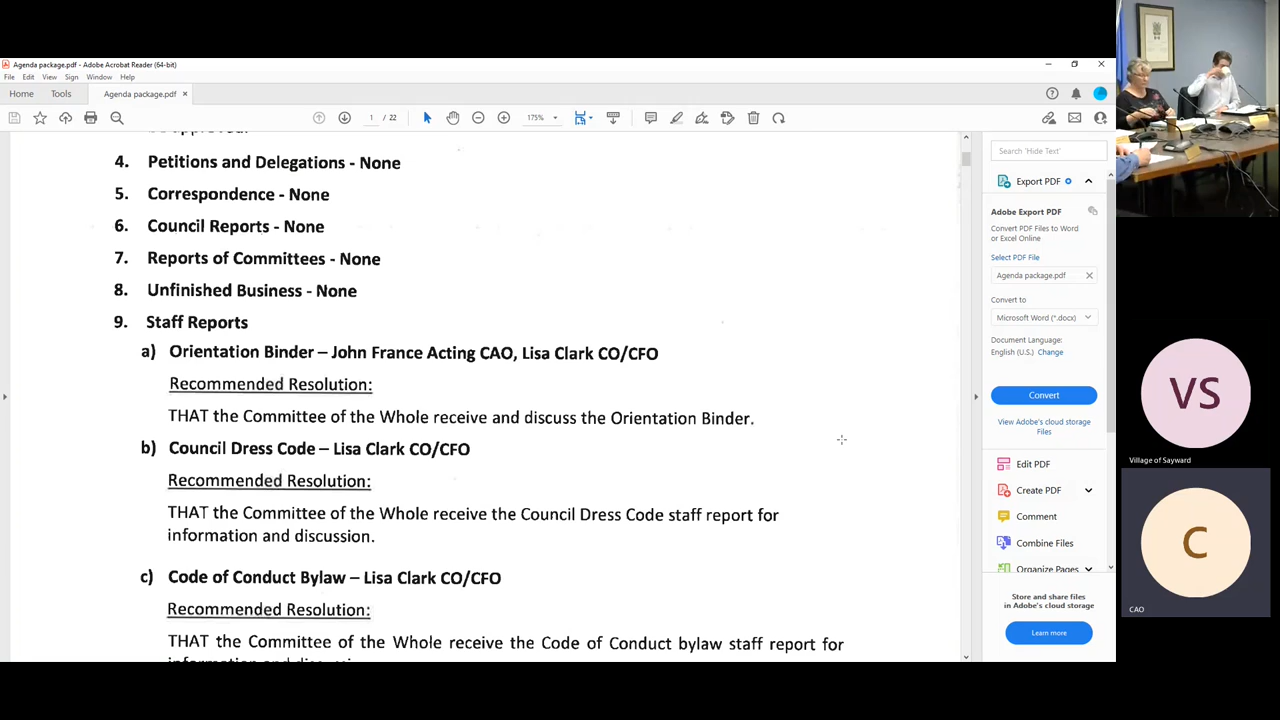 Agenda package.pdf - Adobe Acrobat Reader (64-bit)
File Edit View Sign Window Help
Home Tools Agenda package.pdf ×
1 / 22 175%
be approved.
4. Petitions and Delegations - None
5. Correspondence - None
6. Council Reports - None
7. Reports of Committees - None
8. Unfinished Business - None
9. Staff Reports
a) Orientation Binder – John France Acting CAO, Lisa Clark CO/CFO
Recommended Resolution:
THAT the Committee of the Whole receive and discuss the Orientation Binder.
b) Council Dress Code – Lisa Clark CO/CFO
Recommended Resolution:
THAT the Committee of the Whole receive the Council Dress Code staff report for
information and discussion.
c) Code of Conduct Bylaw – Lisa Clark CO/CFO
Recommended Resolution:
THAT the Committee of the Whole receive the Code of Conduct bylaw staff report for
Search 'Hide Text'
Export PDF
Adobe Export PDF
Convert PDF Files to Word
or Excel Online
Select PDF File
Agenda package.pdf
Convert to
Microsoft Word (*.docx)
Document Language:
English (U.S.) Change
Convert
View Adobe's cloud storage
Files
Edit PDF
Create PDF
Comment
Combine Files
Organize Pages
Store and share files
in Adobe's cloud storage
Learn more
VS
Village of Sayward
C
CAO